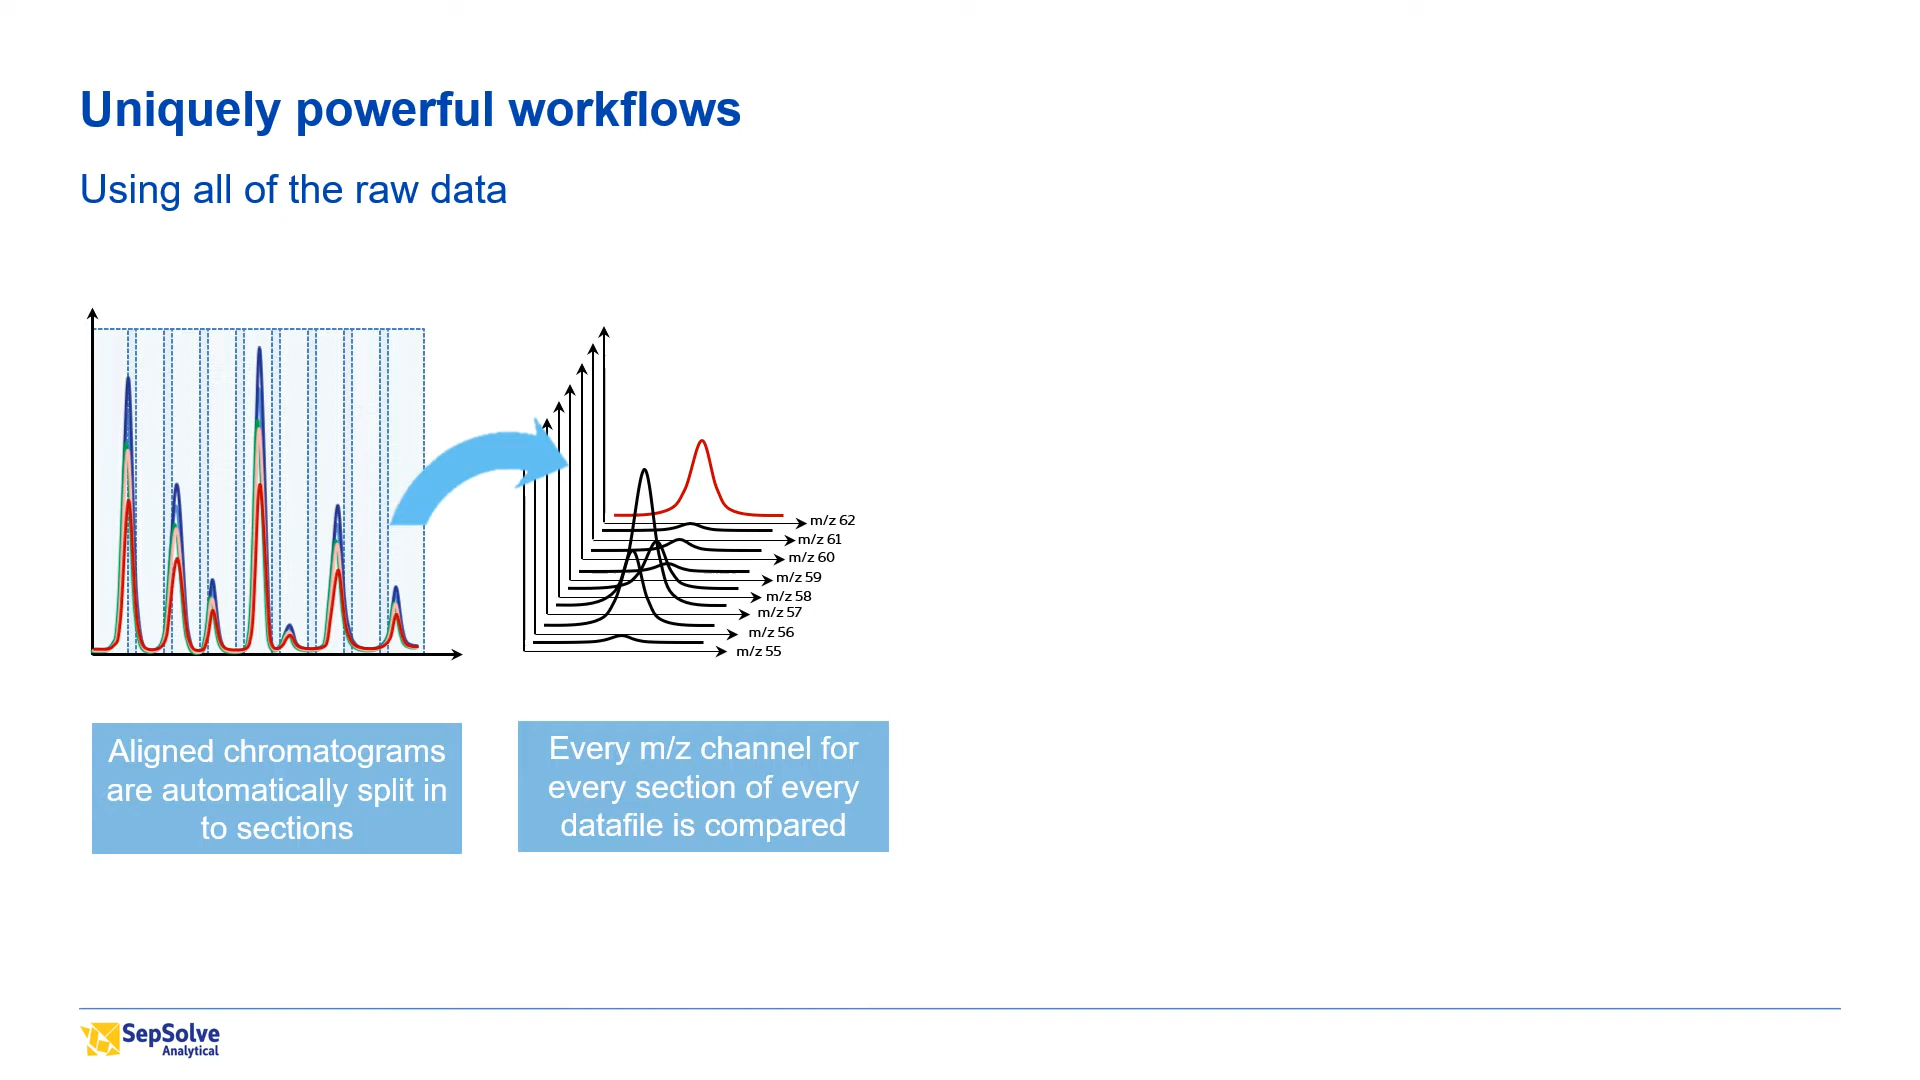 Uniquely powerful workflows
Using all of the raw data
m/z 62
m/z 61
m/z 60
m/z 59
m/z 58
m/z 57
m/z 56
m/z 55
Aligned chromatograms
are automatically split in
to sections
Every m/z channel for
every section of every
datafile is compared
SepSolve
Analytical